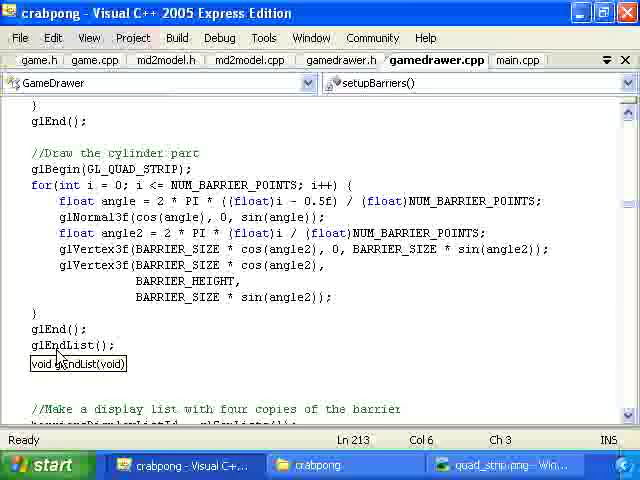 crabpong - Visual C++ 2005 Express Edition
File Edit View Project Build Debug Tools Window Community Help
game.h game.cpp md2model.h md2model.cpp gamedrawer.h gamedrawer.cpp main.cpp
GameDrawer setupBarriers()
}
glEnd();
//Draw the cylinder part
glBegin(GL_QUAD_STRIP);
for(int i = 0; i <= NUM_BARRIER_POINTS; i++) {
float angle = 2 * PI * ((float)i - 0.5f) / (float)NUM_BARRIER_POINTS;
glNormal3f(cos(angle), 0, sin(angle));
float angle2 = 2 * PI * (float)i / (float)NUM_BARRIER_POINTS;
glVertex3f(BARRIER_SIZE * cos(angle2), 0, BARRIER_SIZE * sin(angle2));
glVertex3f(BARRIER_SIZE * cos(angle2),
BARRIER_HEIGHT,
BARRIER_SIZE * sin(angle2));
}
glEnd();
glEndList();
void glEndList(void)
//Make a display list with four copies of the barrier
Ready Ln 213 Col 6 Ch 3 INS
start crabpong - Visual C+... crabpong quad_strip.png - Win...